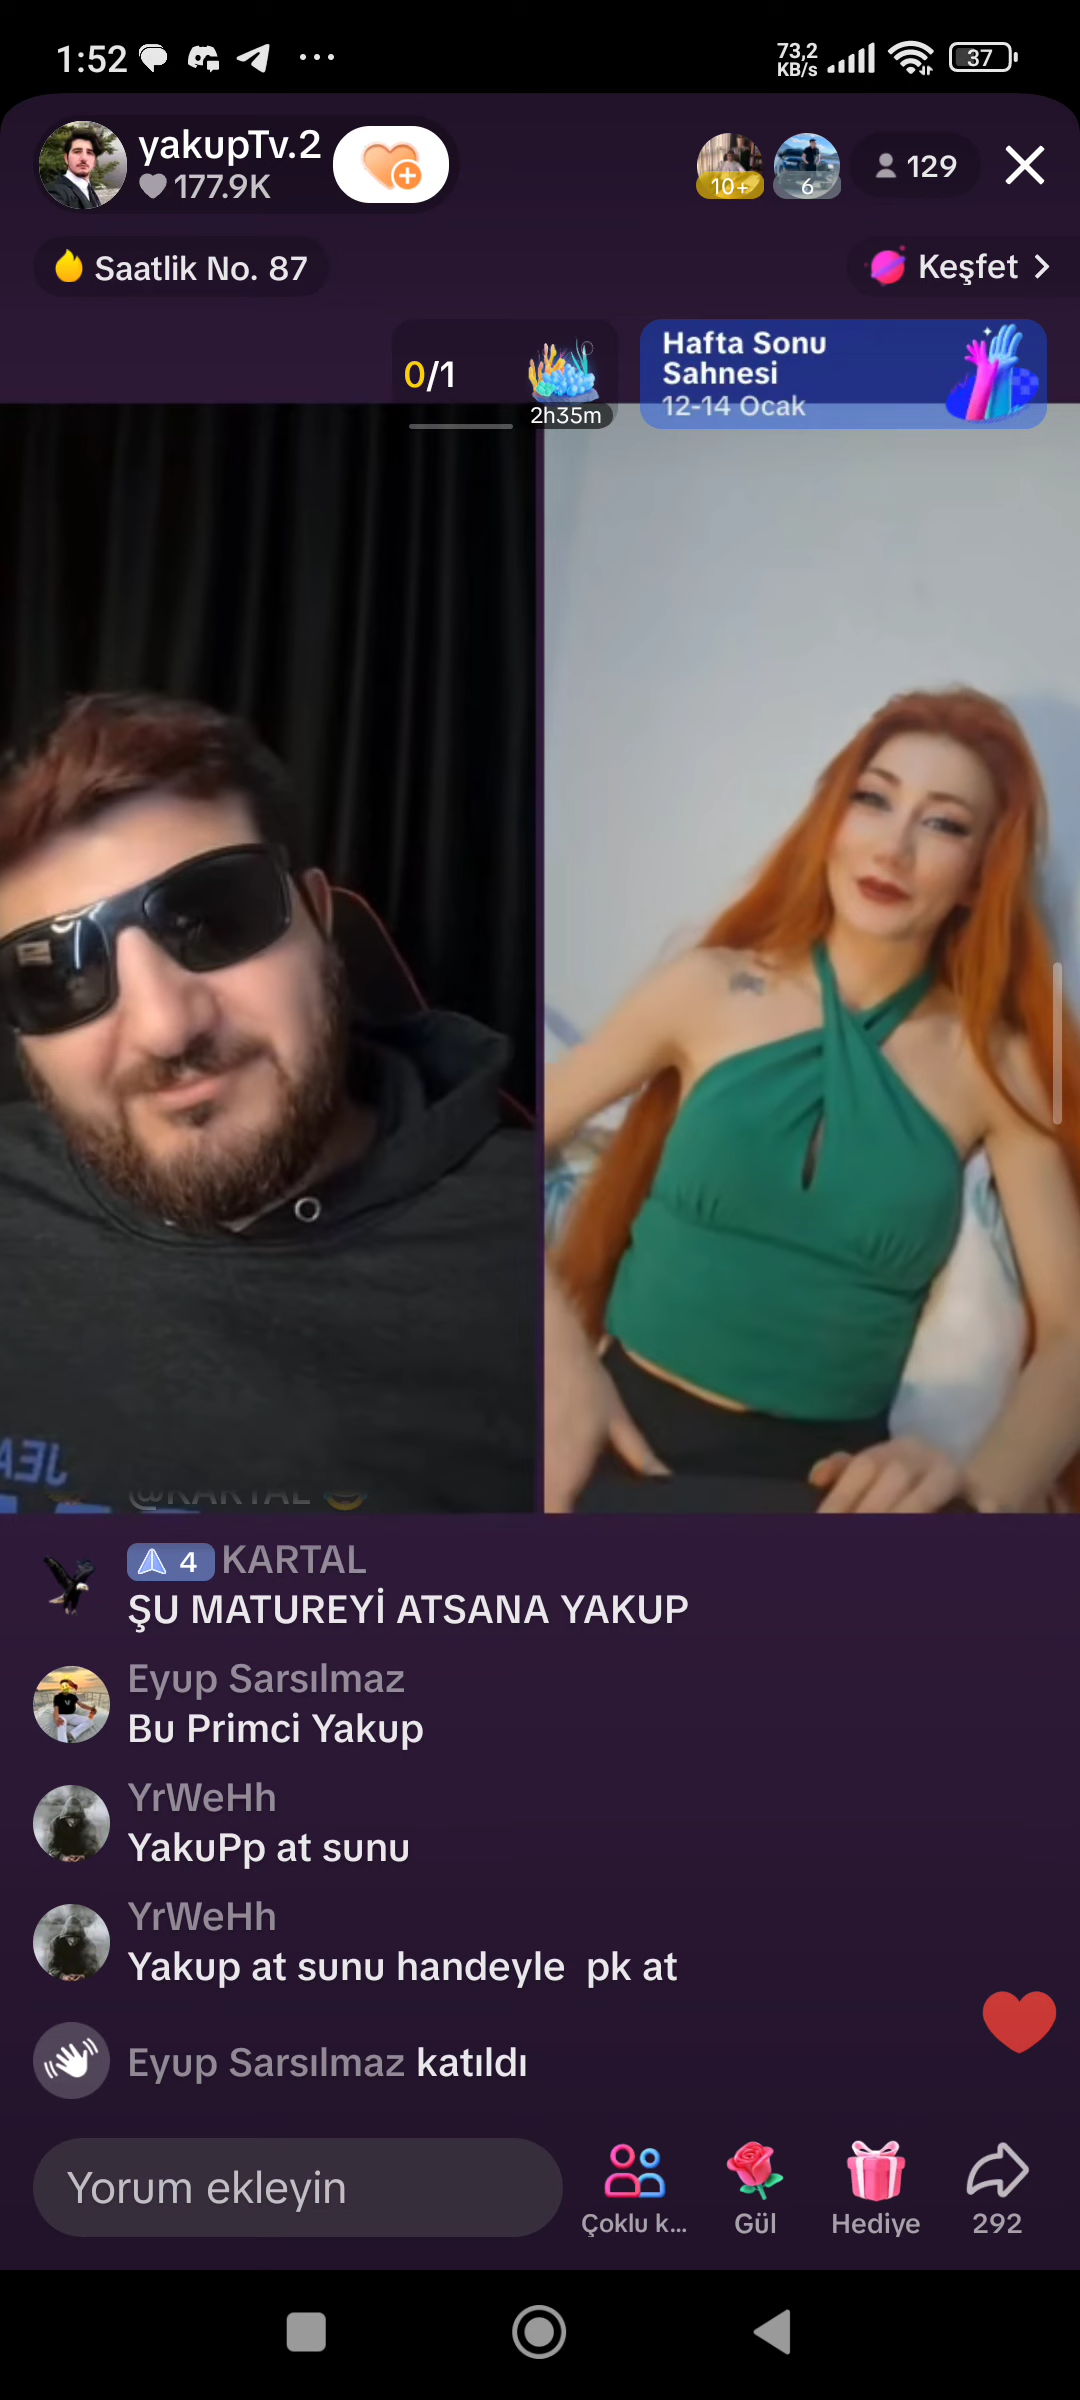 1:52
73,2
KB/s
37
yakupTv.2
177.9K
10+
6
129
Saatlik No. 87
Keşfet
0/1
2h35m
Hafta Sonu
Sahnesi
12-14 Ocak
@KARTAL
4 KARTAL
ŞU MATUREYİ ATSANA YAKUP
Eyup Sarsılmaz
Bu Primci Yakup
YrWeHh
YakuPp at sunu
YrWeHh
Yakup at sunu handeyle pk at
Eyup Sarsılmaz katıldı
Yorum ekleyin
Çoklu k...
Gül
Hediye
292